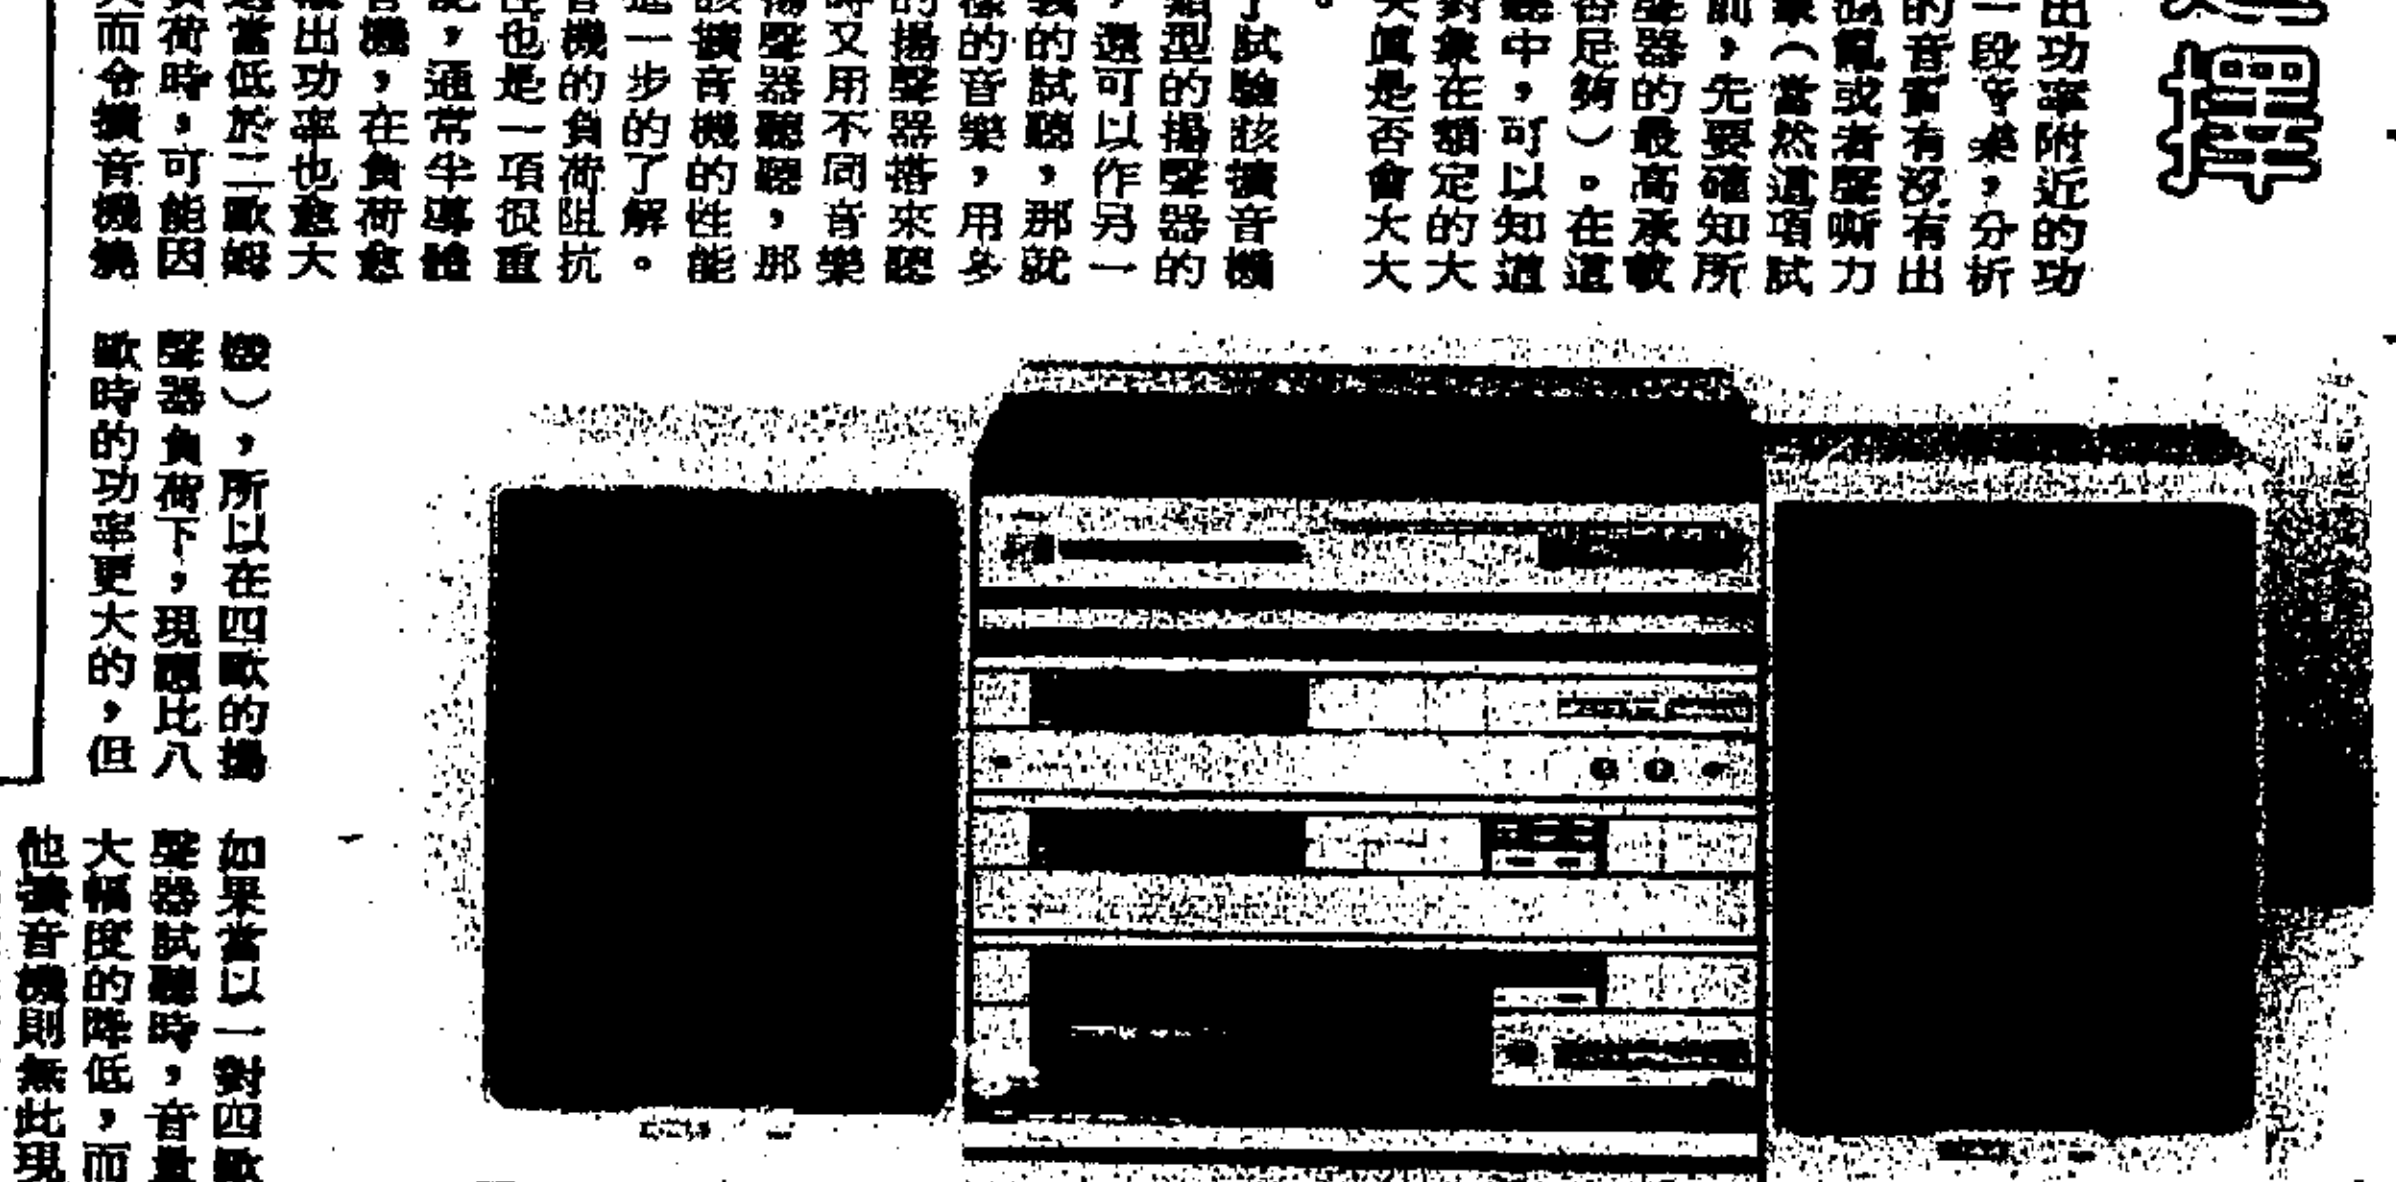 擇
出功率附近的功
一段音樂，分析
的音質有沒有出
亂或者聲嘶力
象（當然這項試
前，先要確知所
聲器的最高承載
否足夠）。在這
聽中，可以知道
對象在額定的大
失眞是否會大大
。
了試驗該擴音機
類型的揚聲器的
，還可以作另一
義的試聽，那就
樣的音樂，用多
的揚聲器搭來聽
時又用不同音樂
揚聲器聽聽，那
該擴音機的性能
進一步的了解。
音機的負荷阻抗
性也是一項很重
說，通常半導體
音機，在負荷愈
輸出功率也愈大
當低於二歐姆
負荷時，可能因
大而令擴音機燒
機），所以在四歐的揚
聲器負荷下，現應比八
歐時的功率更大的，但
如果當以一對四歐
聲器試聽時，音量
大幅度的降低，而
他擴音機則無此現